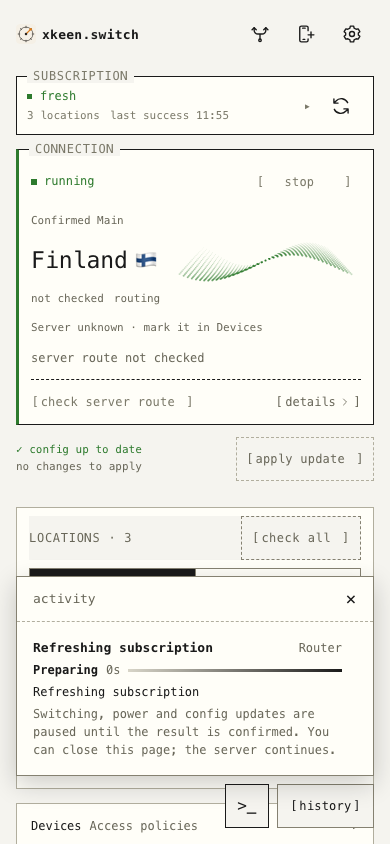 xkeen.switch
SUBSCRIPTION
fresh
3 locations last success 11:55
CONNECTION
running
[ stop ]
Confirmed Main
Finland
not checked routing
Server unknown · mark it in Devices
server route not checked
[check server route ]
[details > ]
✓ config up to date
no changes to apply
[apply update ]
LOCATIONS · 3
[check all ]
activity
×
Refreshing subscription
Router
Preparing 0s
Refreshing subscription
Switching, power and config updates are
paused until the result is confirmed. You
can close this page; the server continues.
>_
[history]
Devices Access policies